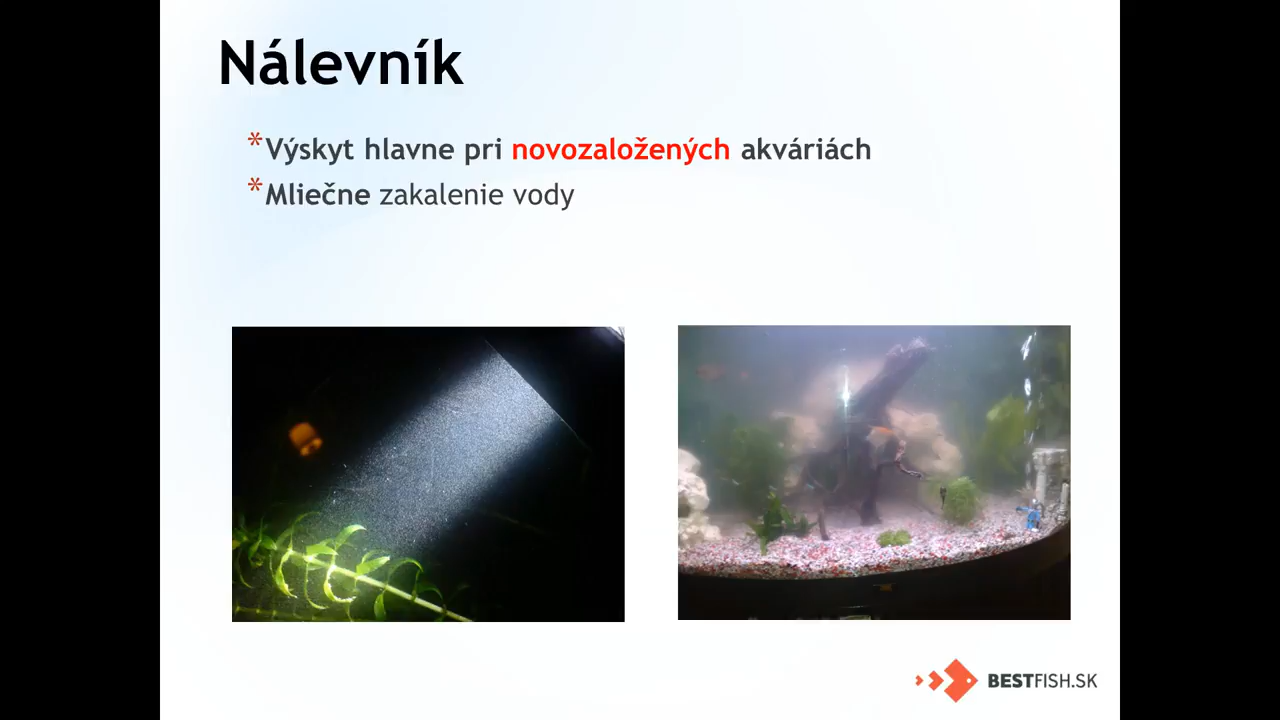 Nálevník
*Výskyt hlavne pri novozaložených akváriách
*Mliečne zakalenie vody
BESTFISH.SK